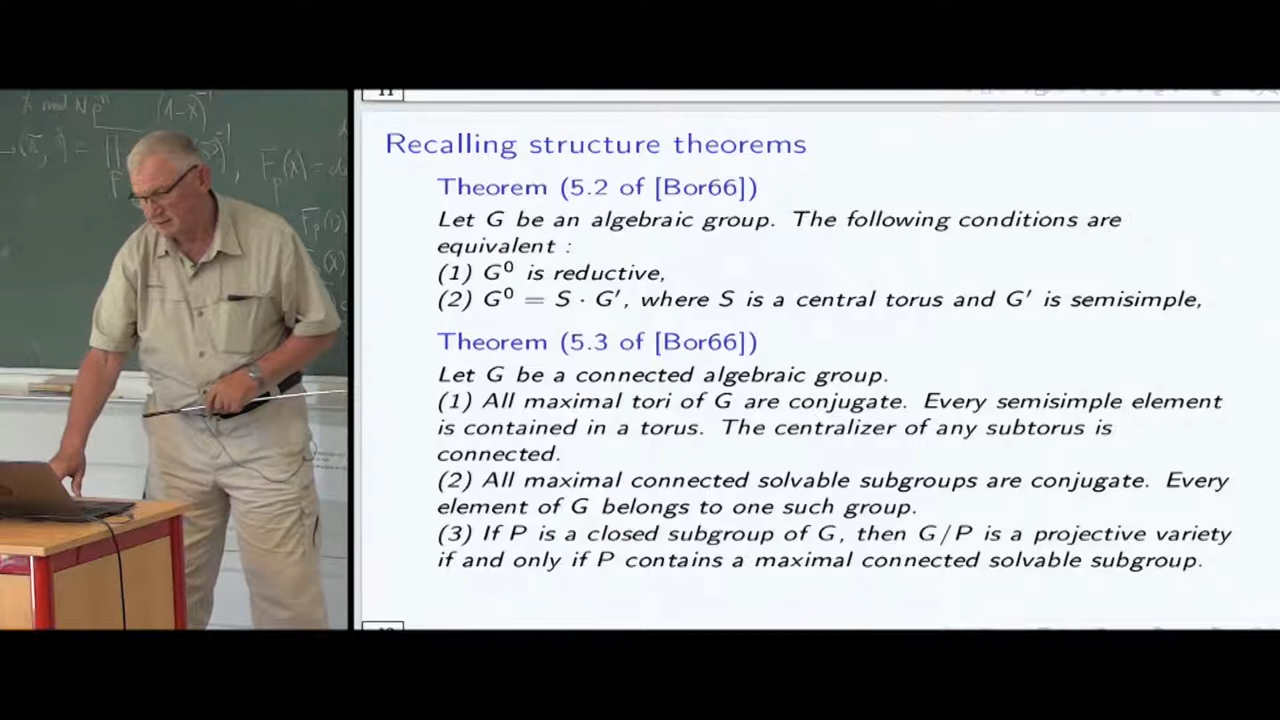 11
(1-X)⁻¹
Recalling structure theorems
Theorem (5.2 of [Bor66])
Let G be an algebraic group. The following conditions are
equivalent :
(1) G⁰ is reductive,
(2) G⁰ = S · G′, where S is a central torus and G′ is semisimple,
Theorem (5.3 of [Bor66])
Let G be a connected algebraic group.
(1) All maximal tori of G are conjugate. Every semisimple element
is contained in a torus. The centralizer of any subtorus is
connected.
(2) All maximal connected solvable subgroups are conjugate. Every
element of G belongs to one such group.
(3) If P is a closed subgroup of G, then G/P is a projective variety
if and only if P contains a maximal connected solvable subgroup.